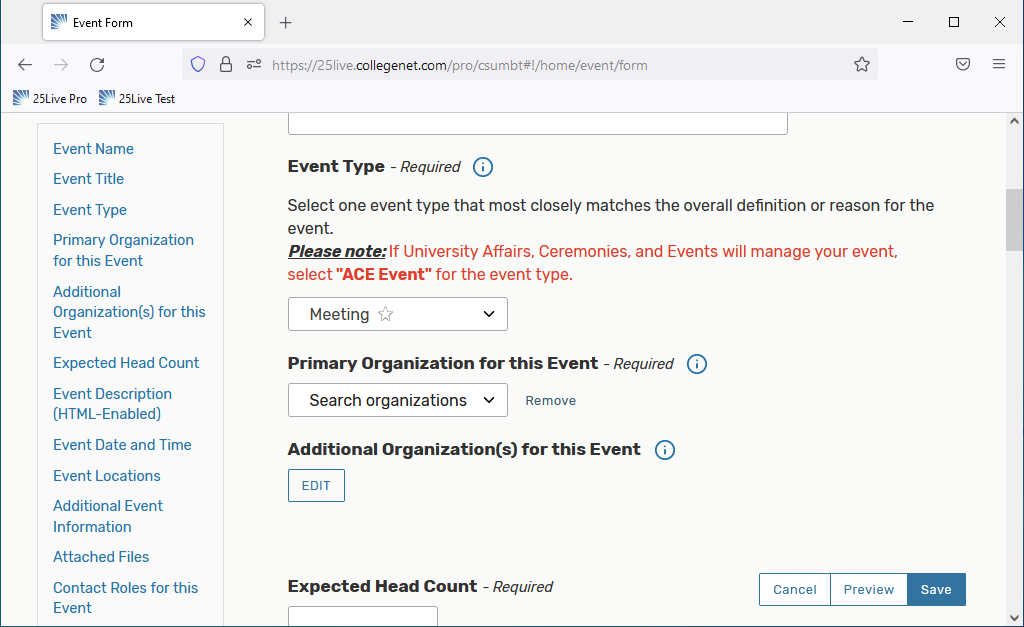 Event Form
https://25live.collegenet.com/pro/csumbt#!/home/event/form
25Live Pro
25Live Test
Event Name
Event Title
Event Type
Primary Organization
for this Event
Additional
Organization(s) for this
Event
Expected Head Count
Event Description
(HTML-Enabled)
Event Date and Time
Event Locations
Additional Event
Information
Attached Files
Contact Roles for this
Event
Event Type - Required
Select one event type that most closely matches the overall definition or reason for the
event.
Please note: If University Affairs, Ceremonies, and Events will manage your event,
select "ACE Event" for the event type.
Meeting
Primary Organization for this Event - Required
Search organizations
Remove
Additional Organization(s) for this Event
EDIT
Expected Head Count - Required
Cancel
Preview
Save